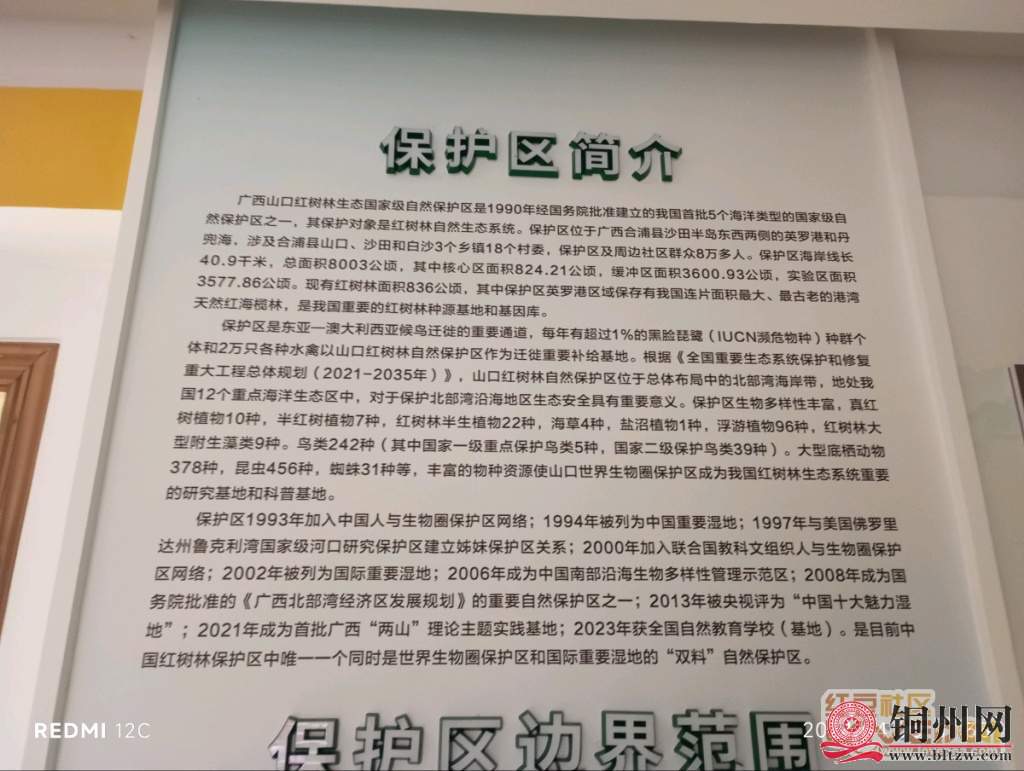 保护区简介
广西山口红树林生态国家级自然保护区是1990年经国务院批准建立的我国首批5个海洋类型的国家级自
然保护区之一，其保护对象是红树林自然生态系统。保护区位于广西合浦县沙田半岛东西两侧的英罗港和丹
兜海，涉及合浦县山口、沙田和白沙3个乡镇18个村委，保护区及周边社区群众8万多人。保护区海岸线长
40.9千米，总面积8003公顷，其中核心区面积824.21公顷，缓冲区面积3600.93公顷，实验区面积
3577.86公顷。现有红树林面积836公顷，其中保护区英罗港区域保存有我国连片面积最大、最古老的港湾
天然红海榄林，是我国重要的红树林种源基地和基因库。
保护区是东亚—澳大利西亚候鸟迁徙的重要通道，每年有超过1%的黑脸琵鹭（IUCN濒危物种）种群个
体和2万只各种水禽以山口红树林自然保护区作为迁徙重要补给基地。根据《全国重要生态系统保护和修复
重大工程总体规划（2021-2035年）》，山口红树林自然保护区位于总体布局中的北部湾海岸带，地处我
国12个重点海洋生态区中，对于保护北部湾沿海地区生态安全具有重要意义。保护区生物多样性丰富，真红
树植物10种，半红树植物7种，红树林半生植物22种，海草4种，盐沼植物1种，浮游植物96种，红树林大
型附生藻类9种。鸟类242种（其中国家一级重点保护鸟类5种，国家二级保护鸟类39种）。大型底栖动物
378种，昆虫456种，蜘蛛31种等，丰富的物种资源使山口世界生物圈保护区成为我国红树林生态系统重要
的研究基地和科普基地。
保护区1993年加入中国人与生物圈保护区网络；1994年被列为中国重要湿地；1997年与美国佛罗里
达州鲁克利湾国家级河口研究保护区建立姊妹保护区关系；2000年加入联合国教科文组织人与生物圈保护
区网络；2002年被列为国际重要湿地；2006年成为中国南部沿海生物多样性管理示范区；2008年成为国
务院批准的《广西北部湾经济区发展规划》的重要自然保护区之一；2013年被央视评为“中国十大魅力湿
地”；2021年成为首批广西“两山”理论主题实践基地；2023年获全国自然教育学校（基地）。是目前中
国红树林保护区中唯一一个同时是世界生物圈保护区和国际重要湿地的“双料”自然保护区。
保护区边界范围
REDMI 12C
红豆社区
铜州网
www.bltzw.com